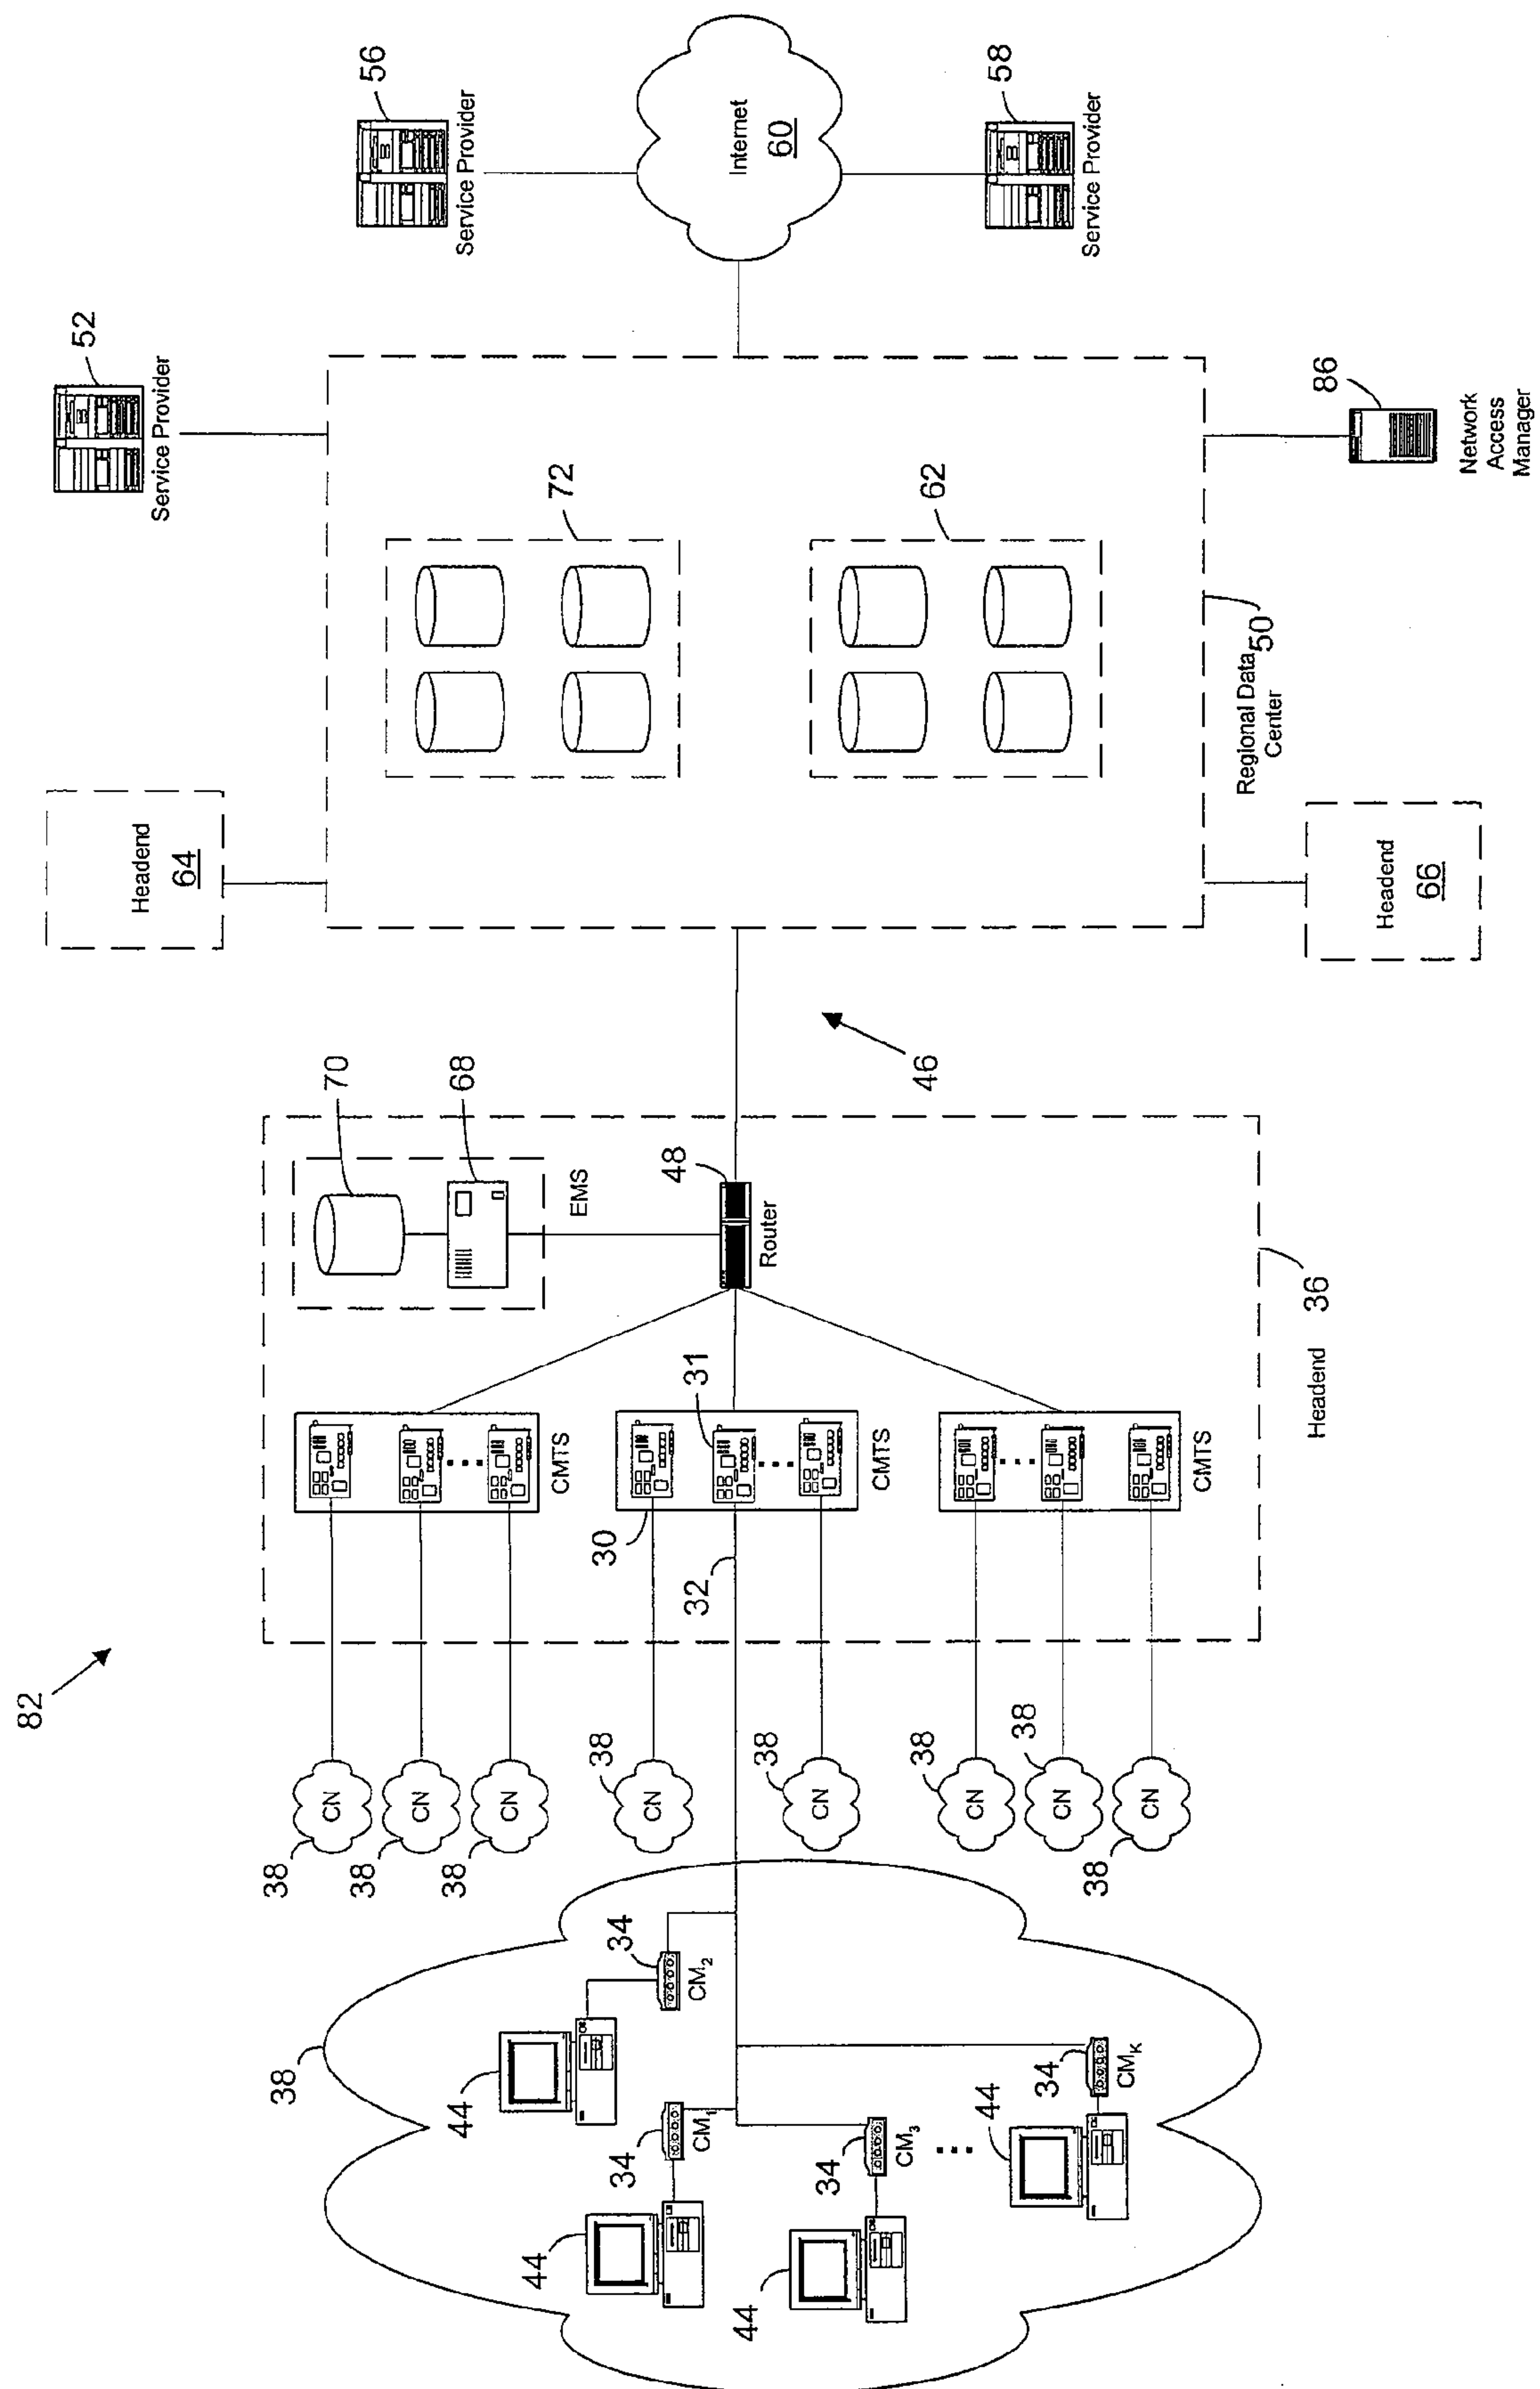 82
38
44
34
CM₂
44
34
CM₁
44
34
CM₃
...
44
34
CMₖ
38
CN
38
CN
38
CN
38
CN
38
CN
38
CN
38
CN
38
CN
32
30
31
CMTS
...
CMTS
...
CMTS
...
70
68
EMS
48
Router
Headend
36
46
Headend
64
Headend
66
72
62
Regional Data
Center
50
52
Service Provider
86
Network
Access
Manager
56
Service Provider
Internet
60
58
Service Provider